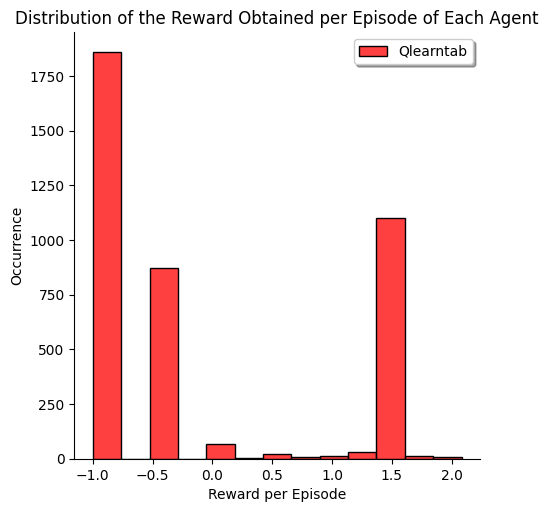 Distribution of the Reward Obtained per Episode of Each Agent
Qlearntab
1750
1500
1250
1000
750
500
250
0
Occurrence
−1.0 −0.5 0.0 0.5 1.0 1.5 2.0
Reward per Episode